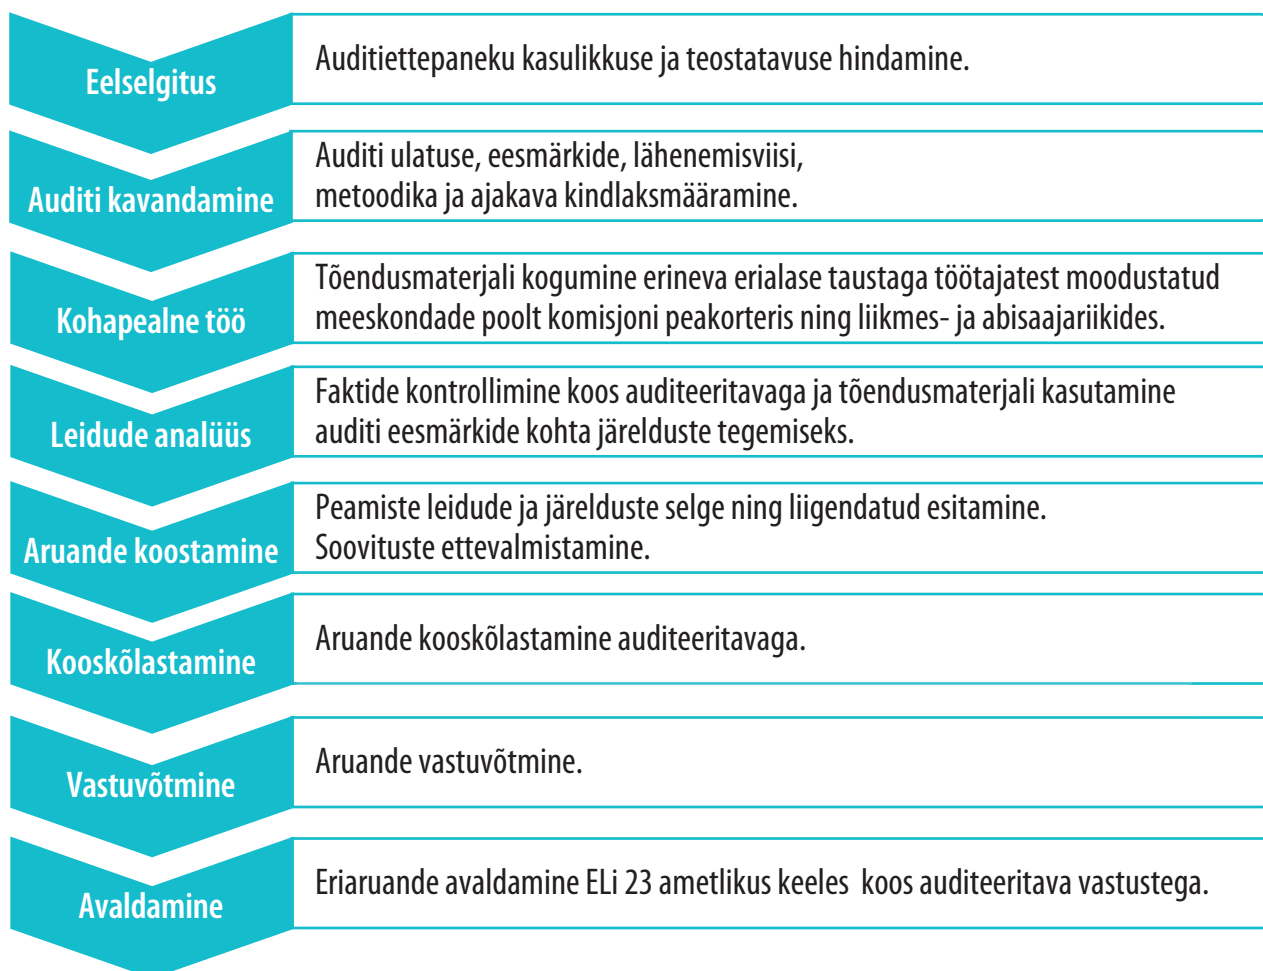 Eelselgitus
Auditiettepaneku kasulikkuse ja teostatavuse hindamine.
Auditi kavandamine
Auditi ulatuse, eesmärkide, lähenemisviisi,
metoodika ja ajakava kindlaksmääramine.
Kohapealne töö
Tõendusmaterjali kogumine erineva erialase taustaga töötajatest moodustatud
meeskondade poolt komisjoni peakorteris ning liikmes- ja abisaajariikides.
Leidude analüüs
Faktide kontrollimine koos auditeeritavaga ja tõendusmaterjali kasutamine
auditi eesmärkide kohta järelduste tegemiseks.
Aruande koostamine
Peamiste leidude ja järelduste selge ning liigendatud esitamine.
Soovituste ettevalmistamine.
Kooskõlastamine
Aruande kooskõlastamine auditeeritavaga.
Vastuvõtmine
Aruande vastuvõtmine.
Avaldamine
Eriaruande avaldamine ELi 23 ametlikus keeles koos auditeeritava vastustega.